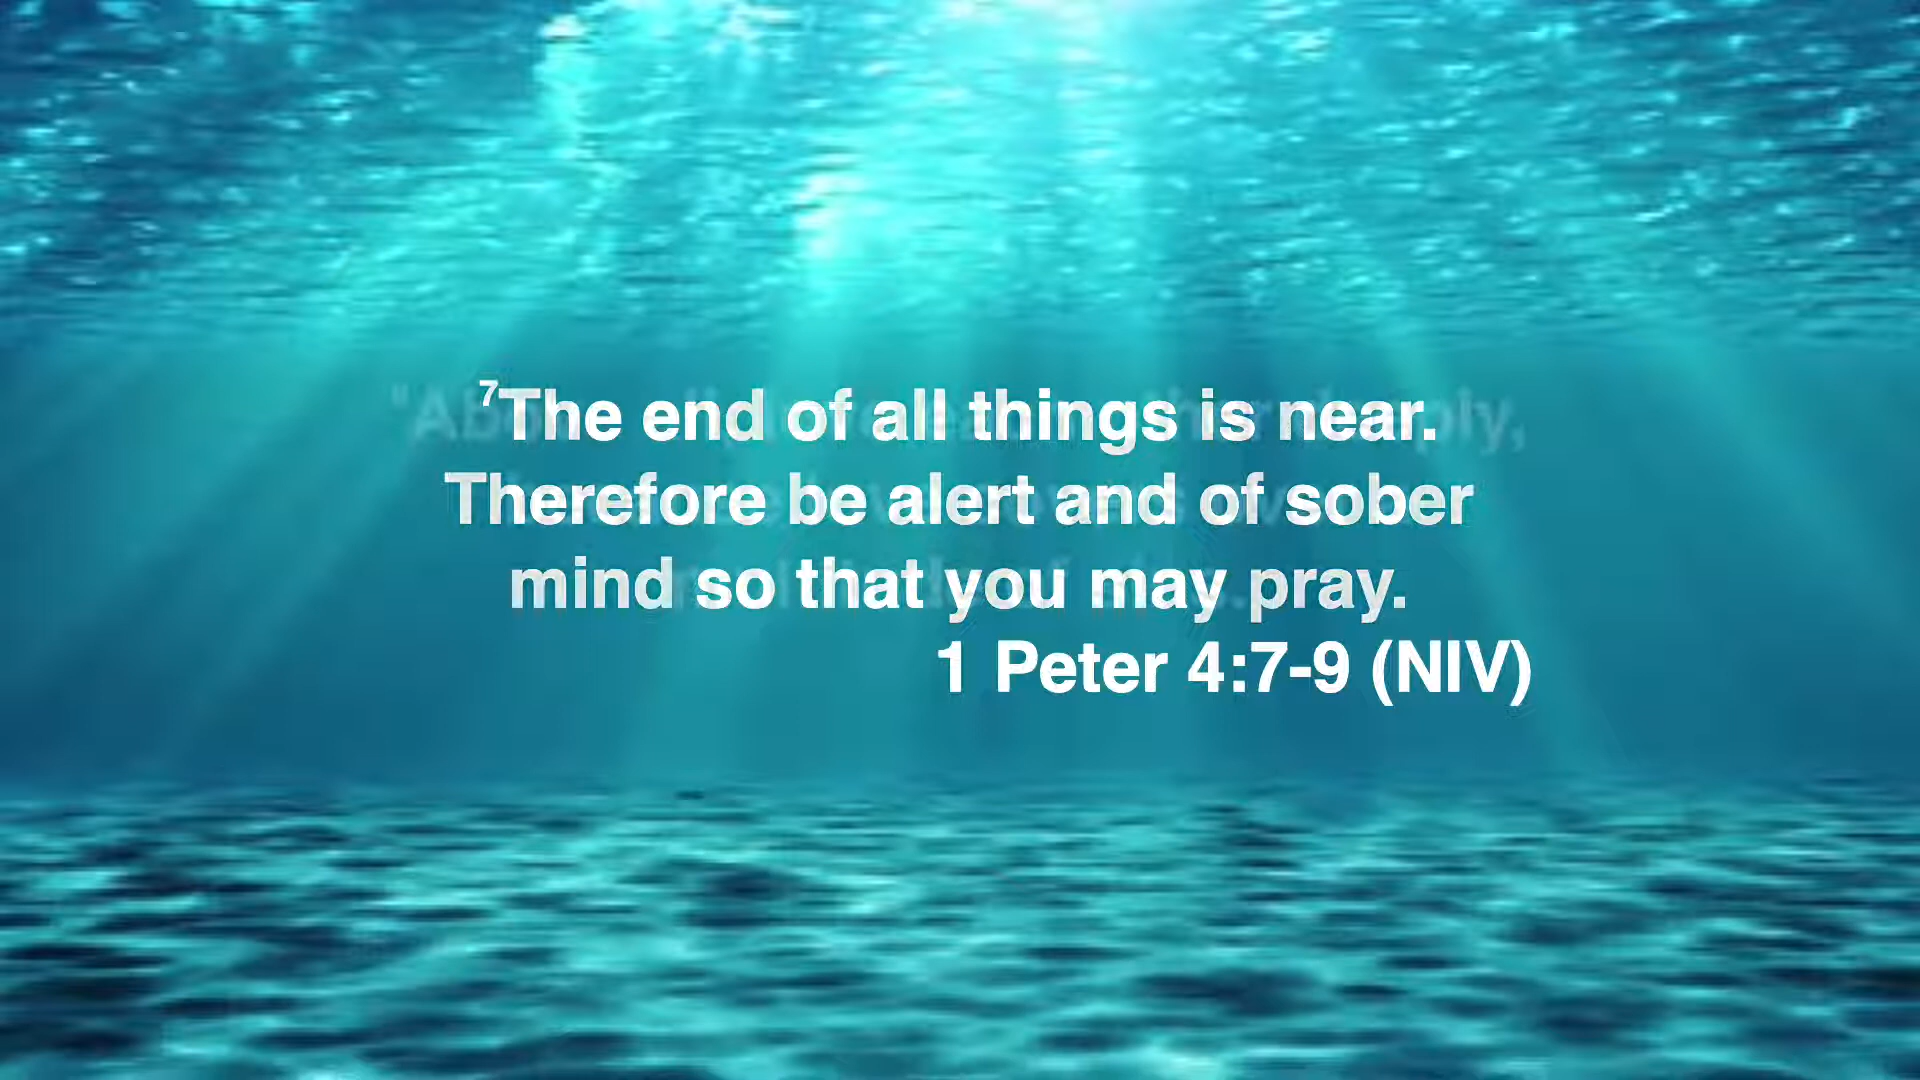 ⁷The end of all things is near.
Therefore be alert and of sober
mind so that you may pray.
1 Peter 4:7-9 (NIV)